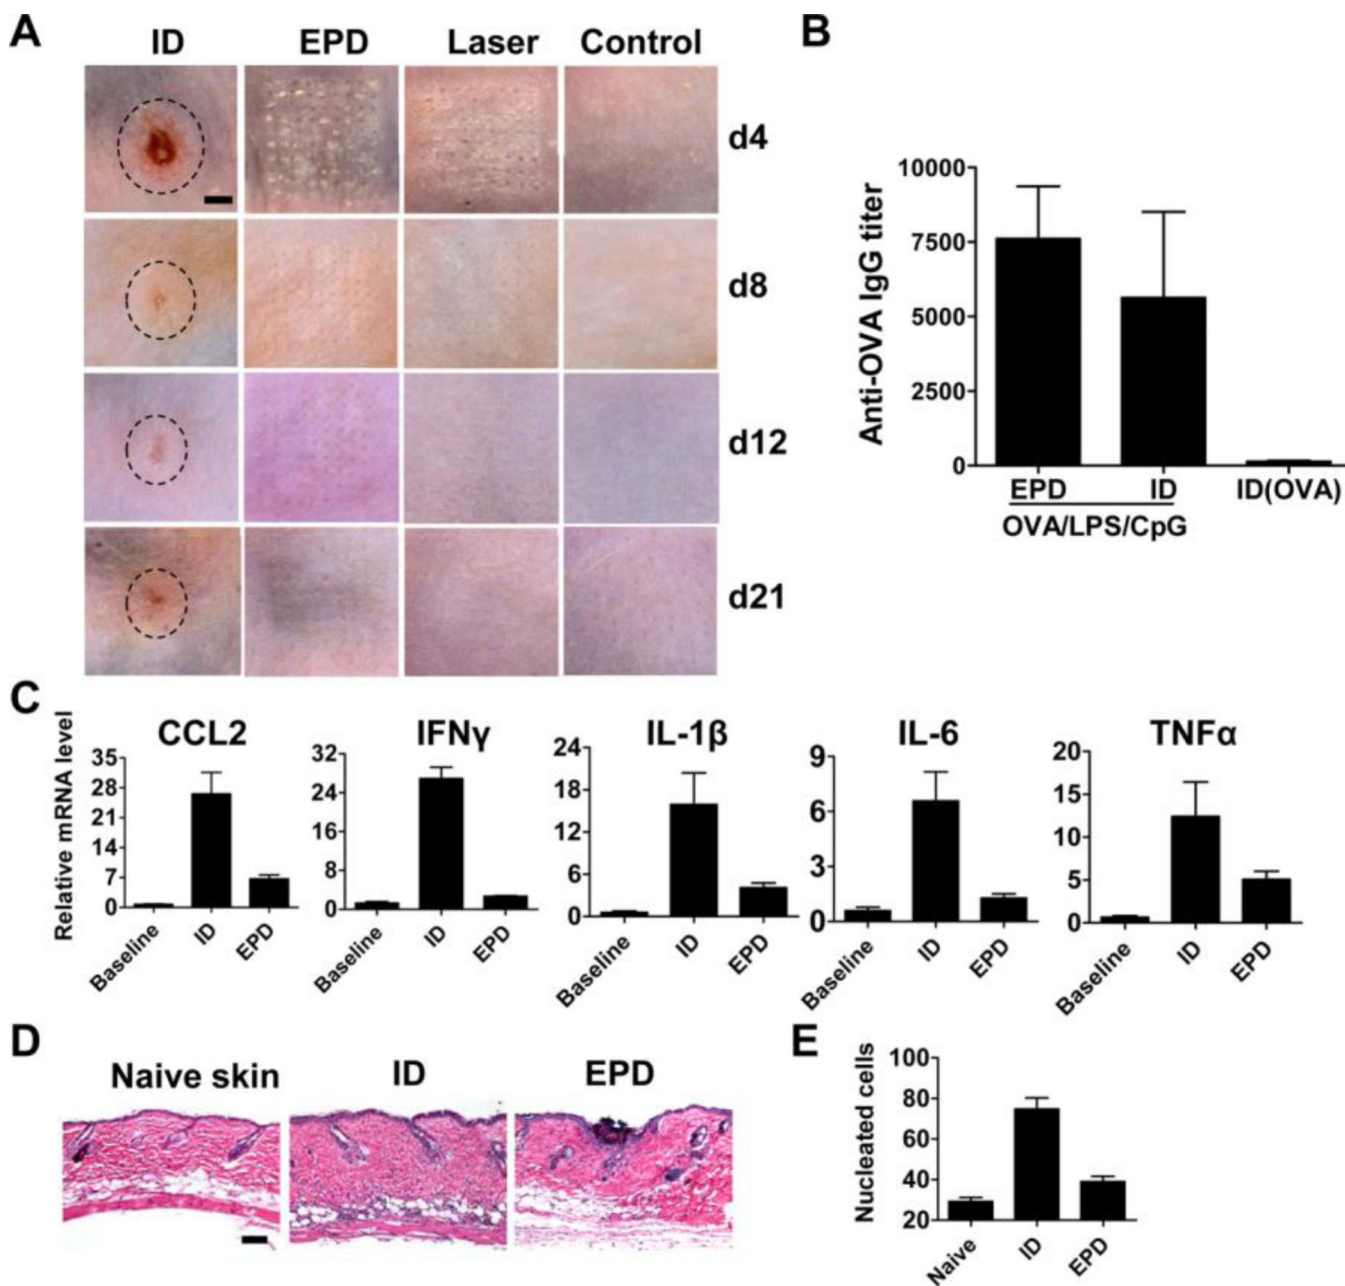 A
ID EPD Laser Control
d4
d8
d12
d21
B
Anti-OVA IgG titer
10000
7500
5000
2500
0
EPD ID ID(OVA)
OVA/LPS/CpG
C
Relative mRNA level
CCL2
35
28
21
14
7
0
Baseline ID EPD
IFNγ
32
24
16
8
0
Baseline ID EPD
IL-1β
24
18
12
6
0
Baseline ID EPD
IL-6
9
6
3
0
Baseline ID EPD
TNFα
20
15
10
5
0
Baseline ID EPD
D
Naive skin ID EPD
E
Nucleated cells
100
80
60
40
20
Naive ID EPD